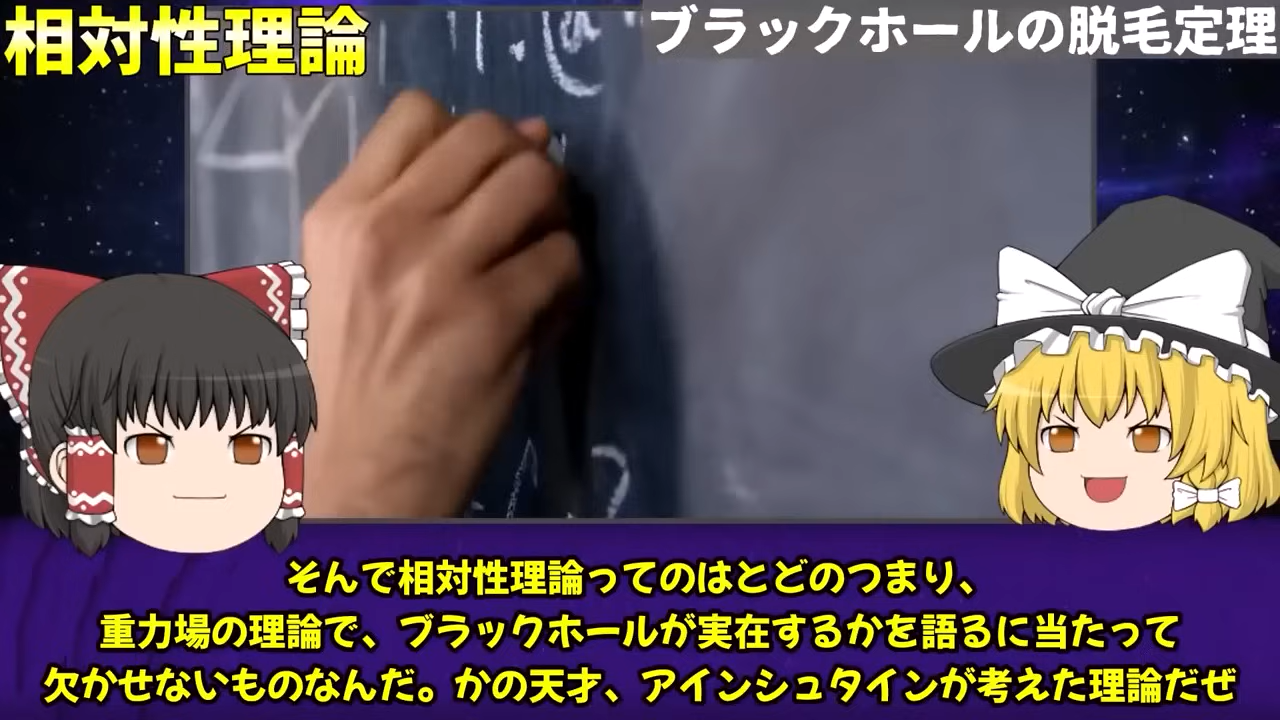 相対性理論
ブラックホールの脱毛定理
そんで相対性理論ってのはとどのつまり、
重力場の理論で、ブラックホールが実在するかを語るに当たって
欠かせないものなんだ。かの天才、アインシュタインが考えた理論だぜ